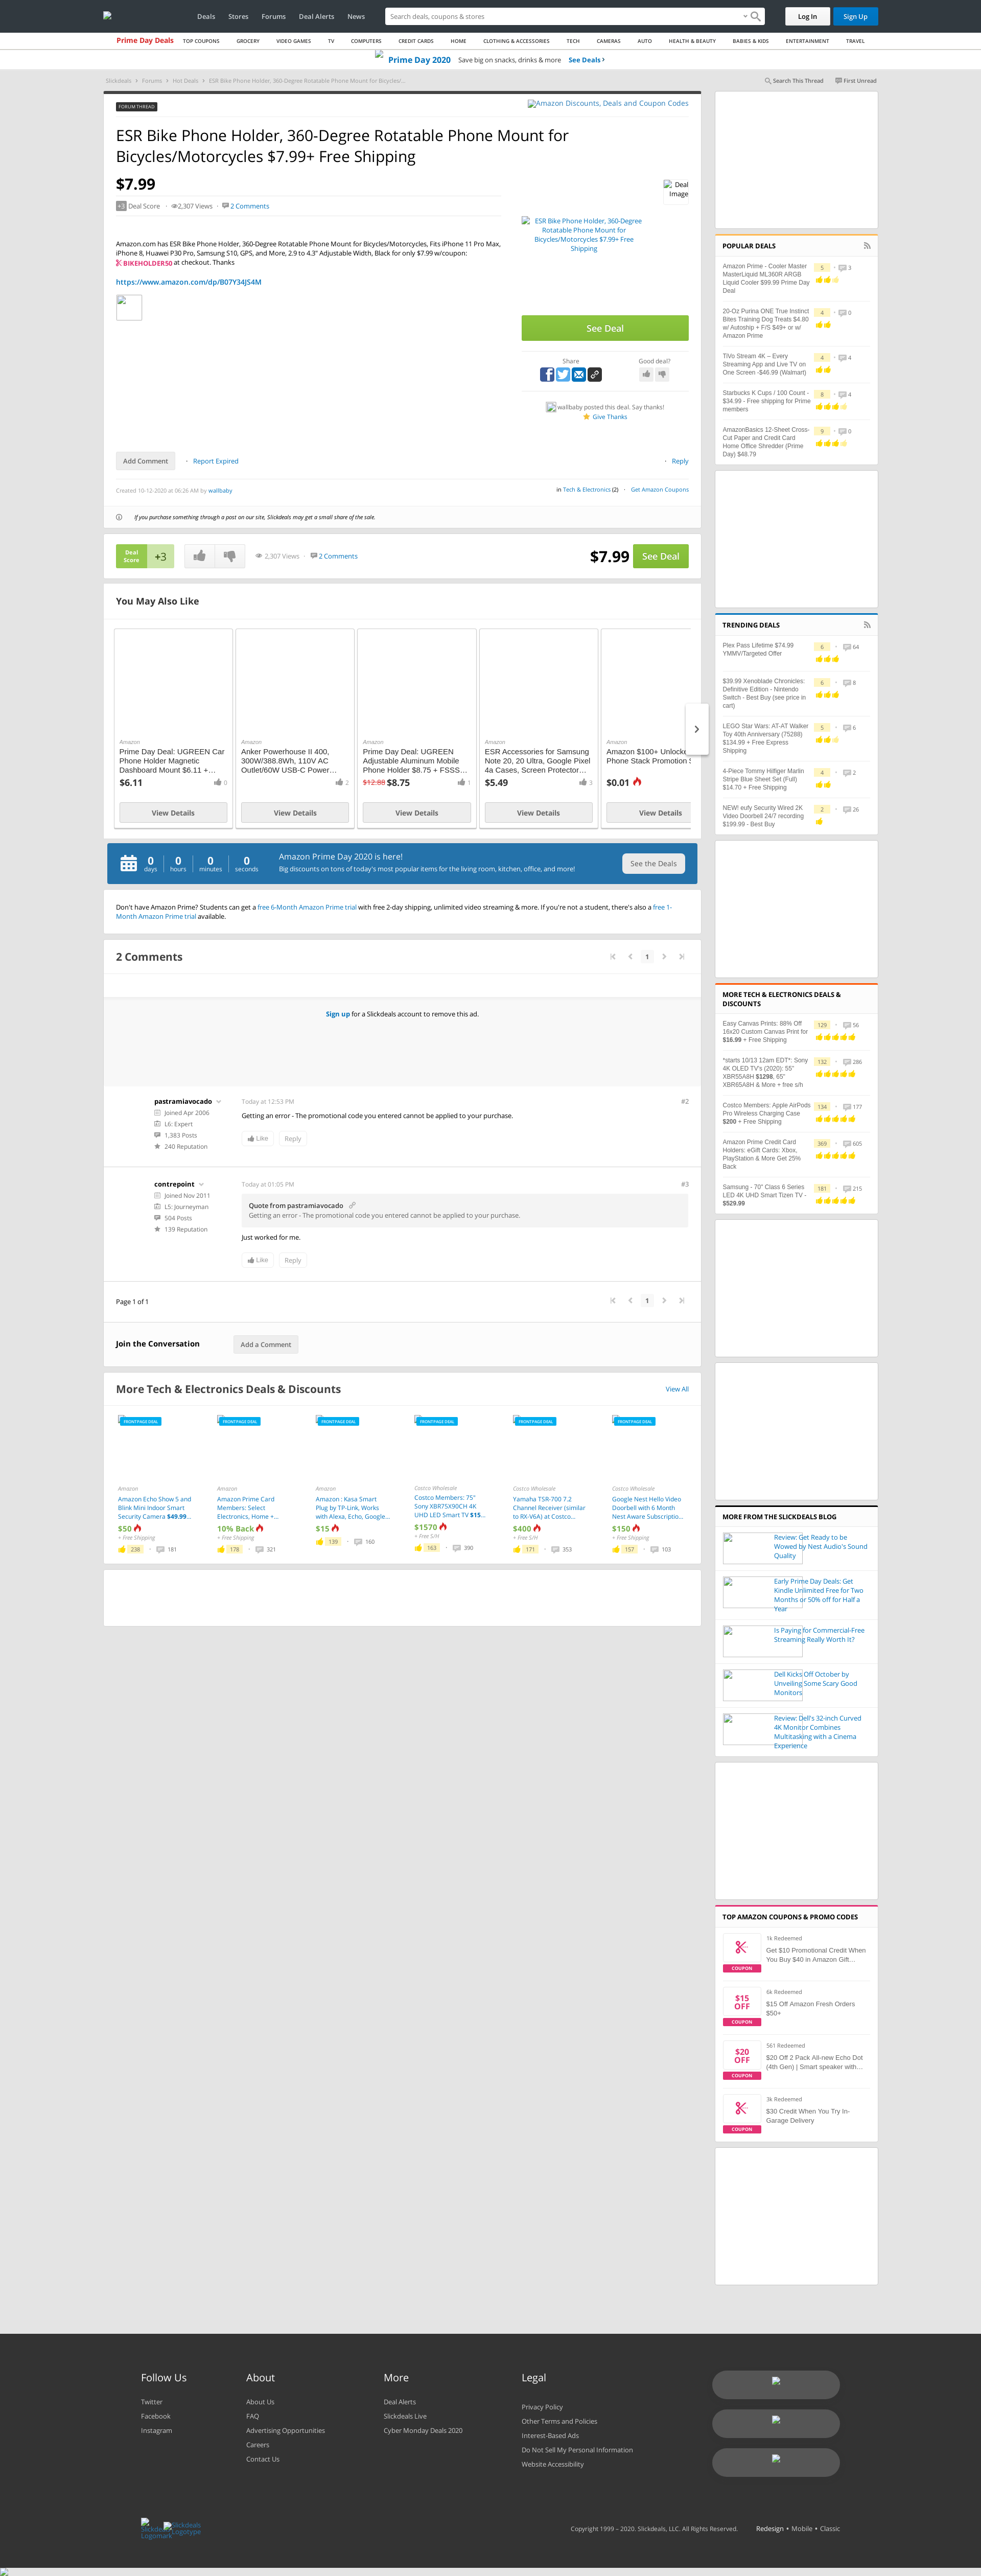 Deals Stores Forums Deal Alerts News
Search deals, coupons & stores
Log In
Sign Up
Prime Day Deals TOP COUPONS GROCERY VIDEO GAMES TV COMPUTERS CREDIT CARDS HOME CLOTHING & ACCESSORIES TECH CAMERAS AUTO HEALTH & BEAUTY BABIES & KIDS ENTERTAINMENT TRAVEL
Prime Day 2020 Save big on snacks, drinks & more See Deals
Slickdeals Forums Hot Deals ESR Bike Phone Holder, 360-Degree Rotatable Phone Mount for Bicycles/...
Search This Thread First Unread
FORUM THREAD
Amazon Discounts, Deals and Coupon Codes
ESR Bike Phone Holder, 360-Degree Rotatable Phone Mount for
Bicycles/Motorcycles $7.99+ Free Shipping
$7.99
+3 Deal Score 2,307 Views 2 Comments
Deal
Image
Amazon.com has ESR Bike Phone Holder, 360-Degree Rotatable Phone Mount for Bicycles/Motorcycles, Fits iPhone 11 Pro Max,
iPhone 8, Huawei P30 Pro, Samsung S10, GPS, and More, 2.9 to 4.3" Adjustable Width, Black for only $7.99 w/coupon:
BIKEHOLDER50 at checkout. Thanks
https://www.amazon.com/dp/B07Y34JS4M
ESR Bike Phone Holder, 360-Degree
Rotatable Phone Mount for
Bicycles/Motorcycles $7.99+ Free
Shipping
See Deal
Share
Good deal?
wallbaby posted this deal. Say thanks!
Give Thanks
Add Comment
Report Expired
Reply
Created 10-12-2020 at 06:26 AM by wallbaby
in Tech & Electronics (2) Get Amazon Coupons
If you purchase something through a post on our site, Slickdeals may get a small share of the sale.
Deal
Score
+3
2,307 Views 2 Comments
$7.99
See Deal
You May Also Like
Amazon
Prime Day Deal: UGREEN Car
Phone Holder Magnetic
Dashboard Mount $6.11 +...
$6.11
0
View Details
Amazon
Anker Powerhouse II 400,
300W/388.8Wh, 110V AC
Outlet/60W USB-C Power...
2
View Details
Amazon
Prime Day Deal: UGREEN
Adjustable Aluminum Mobile
Phone Holder $8.75 + FSSS...
$12.88 $8.75
1
View Details
Amazon
ESR Accessories for Samsung
Note 20, 20 Ultra, Google Pixel
4a Cases, Screen Protector...
$5.49
3
View Details
Amazon
Amazon $100+ Unlocke
Phone Stack Promotion
$0.01
View Details
0 days
0 hours
0 minutes
0 seconds
Amazon Prime Day 2020 is here!
Big discounts on tons of today's most popular items for the living room, kitchen, office, and more!
See the Deals
Don't have Amazon Prime? Students can get a free 6-Month Amazon Prime trial with free 2-day shipping, unlimited video streaming & more. If you're not a student, there's also a free 1-
Month Amazon Prime trial available.
2 Comments
1
Sign up for a Slickdeals account to remove this ad.
pastramiavocado
Joined Apr 2006
L6: Expert
1,383 Posts
240 Reputation
Today at 12:53 PM
#2
Getting an error - The promotional code you entered cannot be applied to your purchase.
Like
Reply
contrepoint
Joined Nov 2011
L5: Journeyman
504 Posts
139 Reputation
Today at 01:05 PM
#3
Quote from pastramiavocado
Getting an error - The promotional code you entered cannot be applied to your purchase.
Just worked for me.
Like
Reply
Page 1 of 1
1
Join the Conversation
Add a Comment
More Tech & Electronics Deals & Discounts
View All
FRONTPAGE DEAL
Amazon
Amazon Echo Show 5 and
Blink Mini Indoor Smart
Security Camera $49.99...
$50
+ Free Shipping
238 181
FRONTPAGE DEAL
Amazon
Amazon Prime Card
Members: Select
Electronics, Home +...
10% Back
+ Free Shipping
178 321
FRONTPAGE DEAL
Amazon
Amazon : Kasa Smart
Plug by TP-Link, Works
with Alexa, Echo, Google...
$15
139 160
FRONTPAGE DEAL
Costco Wholesale
Costco Members: 75"
Sony XBR75X90CH 4K
UHD LED Smart TV $15...
$1570
+ Free S/H
163 390
FRONTPAGE DEAL
Costco Wholesale
Yamaha TSR-700 7.2
Channel Receiver (similar
to RX-V6A) at Costco...
$400
+ Free S/H
171 353
FRONTPAGE DEAL
Costco Wholesale
Google Nest Hello Video
Doorbell with 6 Month
Nest Aware Subscriptio...
$150
+ Free Shipping
157 103
POPULAR DEALS
Amazon Prime - Cooler Master
MasterLiquid ML360R ARGB
Liquid Cooler $99.99 Prime Day
Deal
5 3
20-Oz Purina ONE True Instinct
Bites Training Dog Treats $4.80
w/ Autoship + F/S $49+ or w/
Amazon Prime
4 0
TiVo Stream 4K – Every
Streaming App and Live TV on
One Screen -$46.99 (Walmart)
4 4
Starbucks K Cups / 100 Count -
$34.99 - Free shipping for Prime
members
8 4
AmazonBasics 12-Sheet Cross-
Cut Paper and Credit Card
Home Office Shredder (Prime
Day) $48.79
9 0
TRENDING DEALS
Plex Pass Lifetime $74.99
YMMV/Targeted Offer
6 64
$39.99 Xenoblade Chronicles:
Definitive Edition - Nintendo
Switch - Best Buy (see price in
cart)
6 8
LEGO Star Wars: AT-AT Walker
Toy 40th Anniversary (75288)
$134.99 + Free Express
Shipping
5 6
4-Piece Tommy Hilfiger Marlin
Stripe Blue Sheet Set (Full)
$14.70 + Free Shipping
4 2
NEW! eufy Security Wired 2K
Video Doorbell 24/7 recording
$199.99 - Best Buy
2 26
MORE TECH & ELECTRONICS DEALS &
DISCOUNTS
Easy Canvas Prints: 88% Off
16x20 Custom Canvas Print for
$16.99 + Free Shipping
129 56
*starts 10/13 12am EDT*: Sony
4K OLED TV's (2020): 55"
XBR55A8H $1298, 65"
XBR65A8H & More + free s/h
132 286
Costco Members: Apple AirPods
Pro Wireless Charging Case
$200 + Free Shipping
134 177
Amazon Prime Credit Card
Holders: eGift Cards: Xbox,
PlayStation & More Get 25%
Back
369 605
Samsung - 70" Class 6 Series
LED 4K UHD Smart Tizen TV -
$529.99
181 215
MORE FROM THE SLICKDEALS BLOG
Review: Get Ready to be
Wowed by Nest Audio's Sound
Quality
Early Prime Day Deals: Get
Kindle Unlimited Free for Two
Months or 50% off for Half a
Year
Is Paying for Commercial-Free
Streaming Really Worth It?
Dell Kicks Off October by
Unveiling Some Scary Good
Monitors
Review: Dell's 32-inch Curved
4K Monitor Combines
Multitasking with a Cinema
Experience
TOP AMAZON COUPONS & PROMO CODES
COUPON
1k Redeemed
Get $10 Promotional Credit When
You Buy $40 in Amazon Gift...
$15
OFF
COUPON
6k Redeemed
$15 Off Amazon Fresh Orders
$50+
$20
OFF
COUPON
561 Redeemed
$20 Off 2 Pack All-new Echo Dot
(4th Gen) | Smart speaker with...
COUPON
3k Redeemed
$30 Credit When You Try In-
Garage Delivery
Follow Us
Twitter
Facebook
Instagram
About
About Us
FAQ
Advertising Opportunities
Careers
Contact Us
More
Deal Alerts
Slickdeals Live
Cyber Monday Deals 2020
Legal
Privacy Policy
Other Terms and Policies
Interest-Based Ads
Do Not Sell My Personal Information
Website Accessibility
Slickdeals
Logotype
Logomark
Copyright 1999 – 2020. Slickdeals, LLC. All Rights Reserved. Redesign • Mobile • Classic